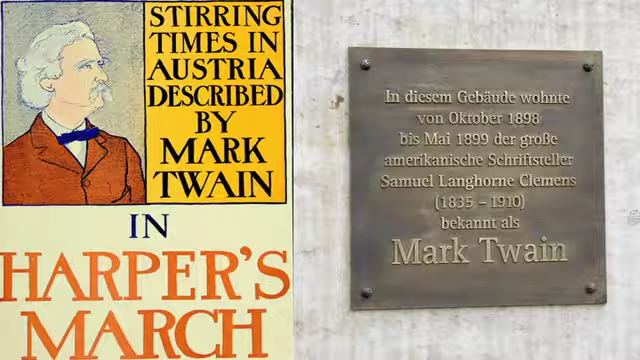 STIRRING
TIMES IN
AUSTRIA
DESCRIBED
BY
MARK
TWAIN
IN
HARPER'S
MARCH
In diesem Gebäude wohnte
von Oktober 1898
bis Mai 1899 der große
amerikanische Schriftsteller
Samuel Langhorne Clemens
(1835 – 1910)
bekannt als
Mark Twain